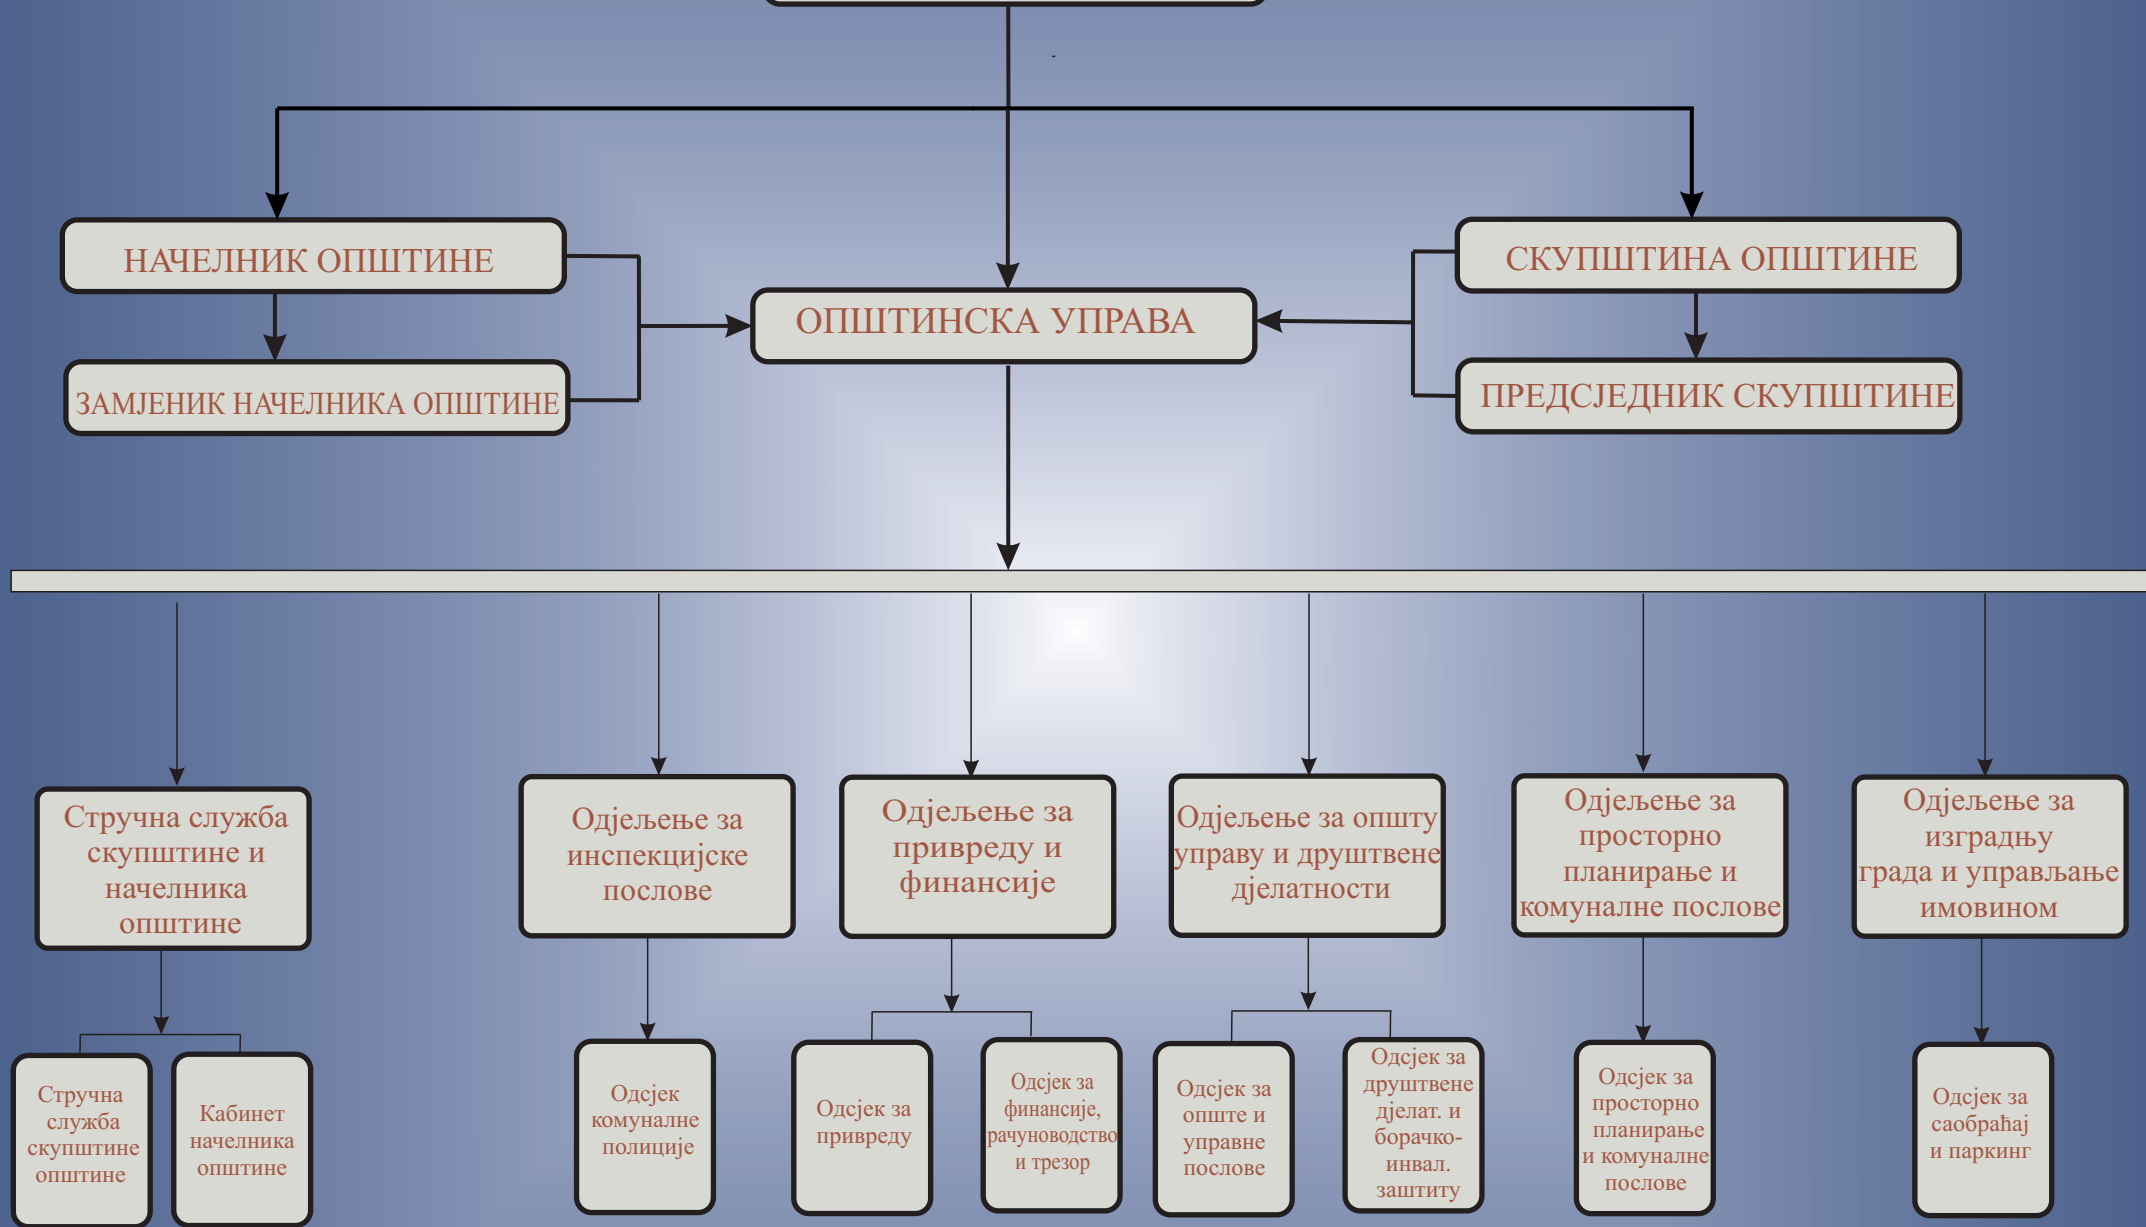 НАЧЕЛНИК ОПШТИНЕ
СКУПШТИНА ОПШТИНЕ
ОПШТИНСКА УПРАВА
ЗАМЈЕНИК НАЧЕЛНИКА ОПШТИНЕ
ПРЕДСЈЕДНИК СКУПШТИНЕ
Стручна служба
скупштине и
начелника
општине
Одјељење за
инспекцијске
послове
Одјељење за
привреду и
финансије
Одјељење за општу
управу и друштвене
дјелатности
Одјељење за
просторно
планирање и
комуналне послове
Одјељење за
изградњу
града и управљање
имовином
Стручна
служба
скупштине
општине
Кабинет
начелника
општине
Одсјек
комуналне
полиције
Одсјек за
привреду
Одсјек за
финансије,
рачуноводство
и трезор
Одсјек за
опште и
управне
послове
Одсјек за
друштвене
дјелат. и
борачко-
инвал.
заштиту
Одсјек за
просторно
планирање
и комуналне
послове
Одсјек за
саобраћај
и паркинг